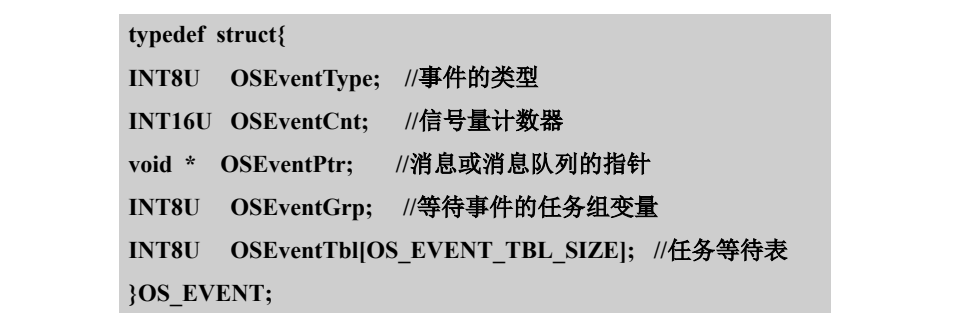 typedef struct{
INT8U OSEventType; //事件的类型
INT16U OSEventCnt; //信号量计数器
void * OSEventPtr; //消息或消息队列的指针
INT8U OSEventGrp; //等待事件的任务组变量
INT8U OSEventTbl[OS_EVENT_TBL_SIZE]; //任务等待表
}OS_EVENT;